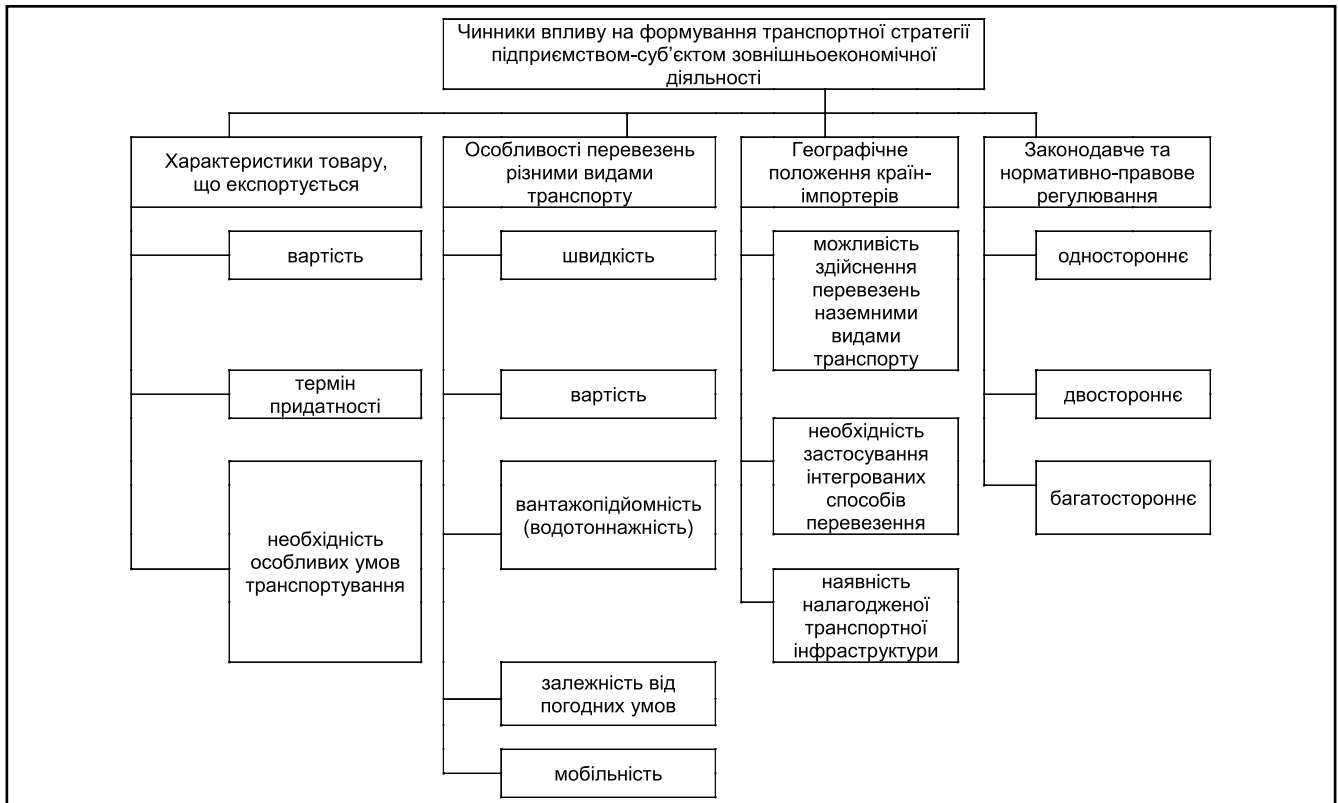 Чинники впливу на формування транспортної стратегії
підприємством-суб’єктом зовнішньоекономічної
діяльності
Характеристики товару,
що експортується
вартість
термін
придатності
необхідність
особливих умов
транспортування
Особливості перевезень
різними видами
транспорту
швидкість
вартість
вантажопідйомність
(водотоннажність)
залежність від
погодних умов
мобільність
Географічне
положення країн-
імпортерів
можливість
здійснення
перевезень
наземними
видами
транспорту
необхідність
застосування
інтегрованих
способів
перевезення
наявність
налагодженої
транспортної
інфраструктури
Законодавче та
нормативно-правове
регулювання
одностороннє
двостороннє
багатостороннє